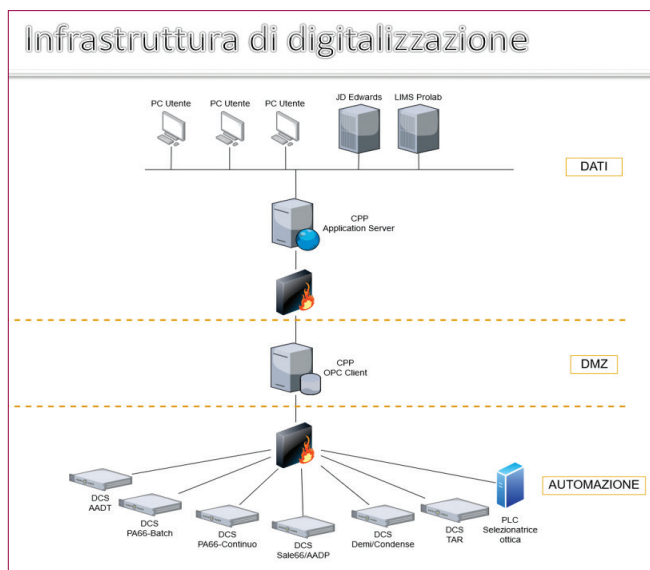 Infrastruttura di digitalizzazione
PC Utente
PC Utente
PC Utente
JD Edwards
LIMS Prolab
DATI
CPP
Application Server
CPP
OPC Client
DMZ
AUTOMAZIONE
DCS
AADT
DCS
PA66-Batch
DCS
PA66-Continuo
DCS
Sale66/AADP
DCS
Demi/Condense
DCS
TAR
PLC
Selezionatrice
ottica